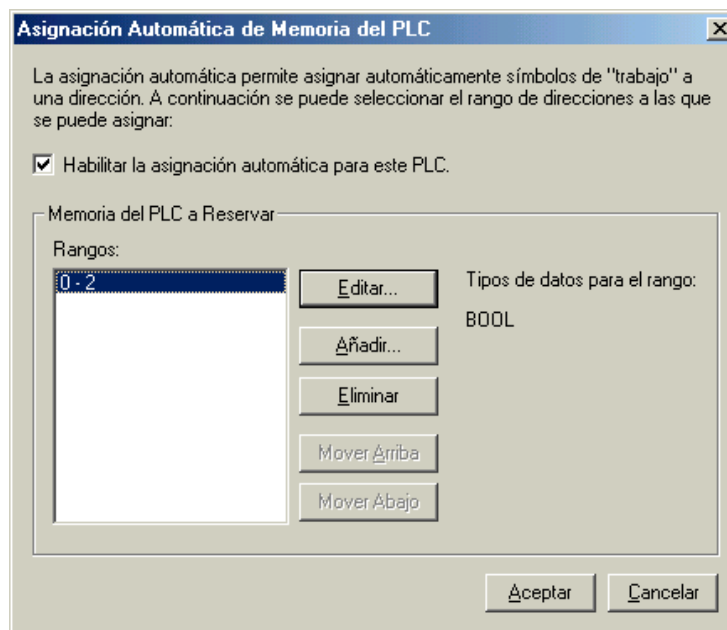 Asignación Automática de Memoria del PLC
La asignación automática permite asignar automáticamente símbolos de "trabajo" a
una dirección. A continuación se puede seleccionar el rango de direcciones a las que
se puede asignar:
Habilitar la asignación automática para este PLC.
Memoria del PLC a Reservar
Rangos:
0 - 2
Editar...
Añadir...
Eliminar
Mover Arriba
Mover Abajo
Tipos de datos para el rango:
BOOL
Aceptar
Cancelar